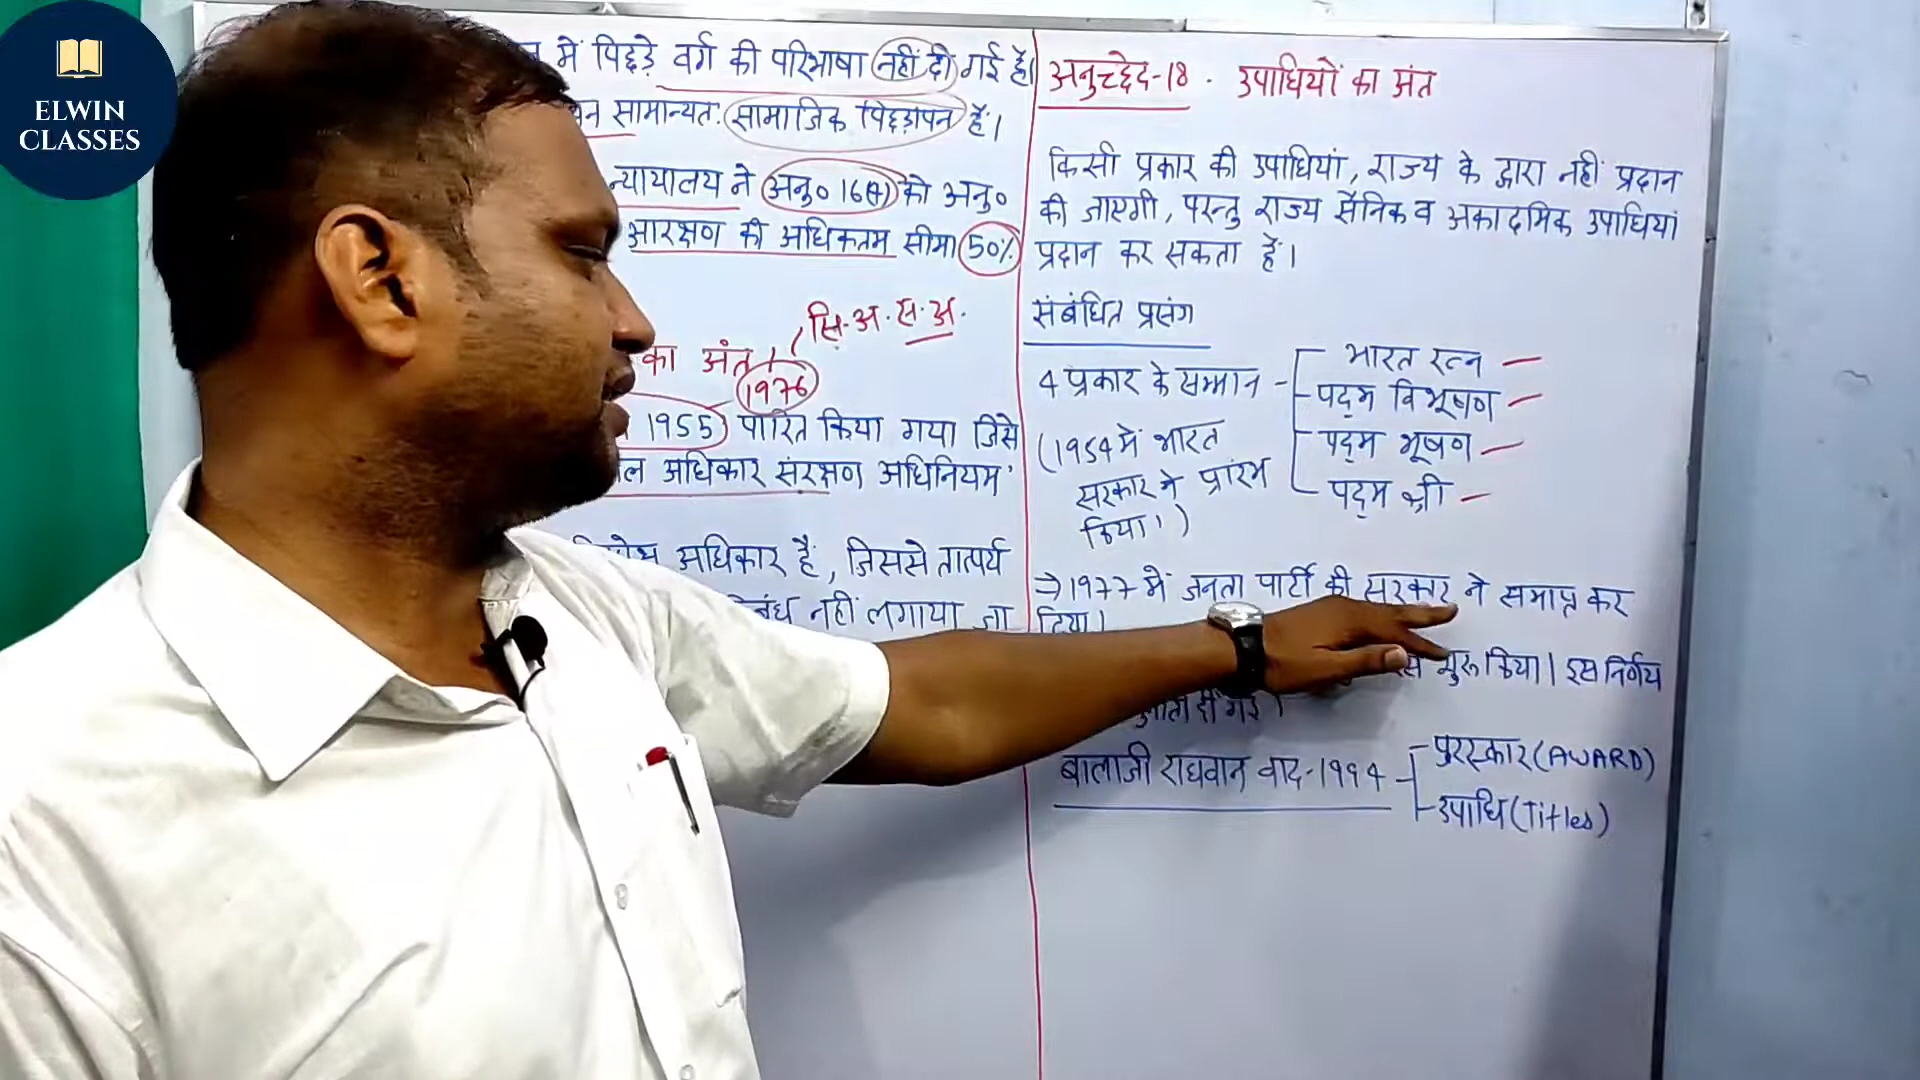 ELWIN
CLASSES
में पिछड़े वर्ग की परिभाषा नहीं दी गई है।
सामान्यत: सामाजिक पिछड़ापन है।
न्यायालय ने अनु० 16(4) को अनु०
आरक्षण की अधिकतम सीमा 50%
सि. अ. स. अ.
का अंत
1976
1955 पारित किया गया जिसे
अधिकार संरक्षण अधिनियम'
अधिकार है, जिससे तात्पर्य
नहीं लगाया जा
अनुच्छेद-18. उपाधियों का अंत
किसी प्रकार की उपाधियां, राज्य के द्वारा नहीं प्रदान
की जाएगी, परन्तु राज्य सैनिक व अकादमिक उपाधियां
प्रदान कर सकता है।
संबंधित प्रसंग
4 प्रकार के सम्मान -
भारत रत्न
पद्म विभूषण
पद्म भूषण
पद्म श्री
(1954 में भारत
सरकार ने प्रारंभ
किया।)
→ 1977 में जनता पार्टी की सरकार ने समाप्त कर
दिया।
शुरू किया। इस निर्णय
दी गई।
बालाजी राघवान वाद-1994
पुरस्कार (AWARD)
उपाधि (Titles)